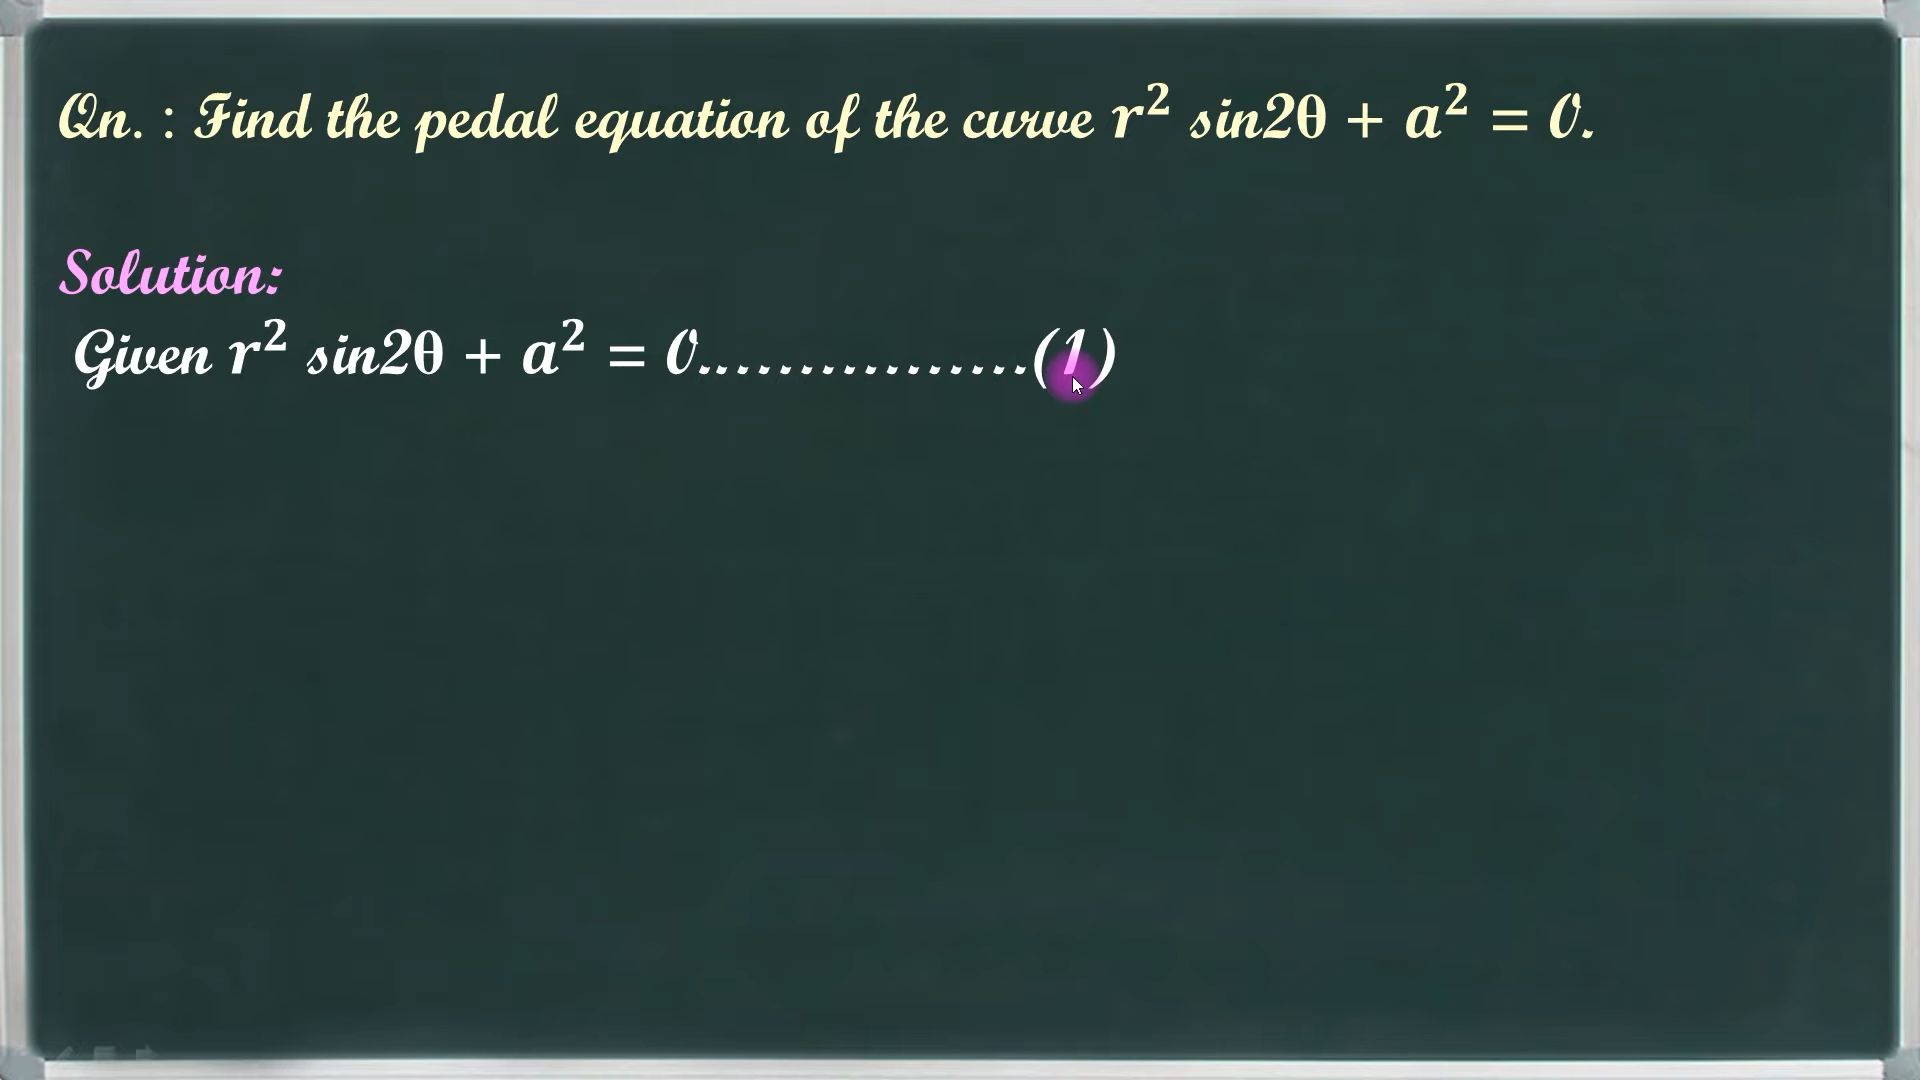 Qn. : Find the pedal equation of the curve r² sin2θ + a² = 0.
Solution:
Given r² sin2θ + a² = 0................(1)